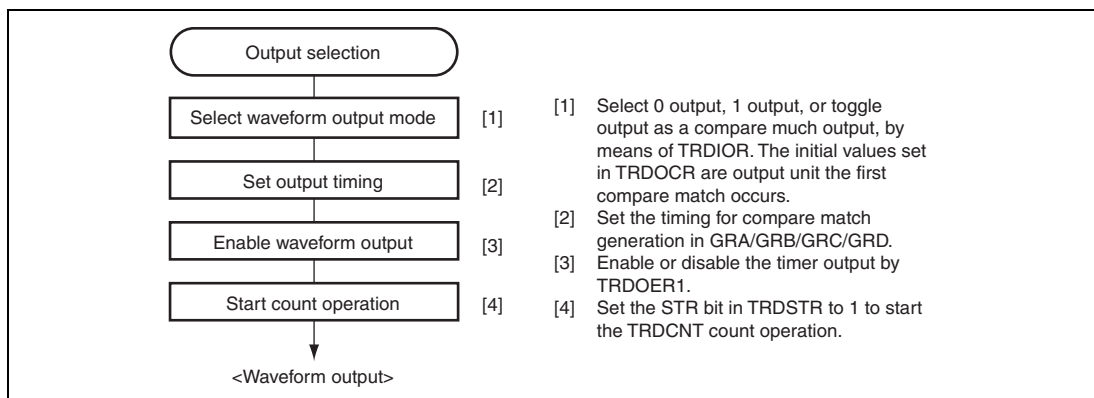 Output selection
Select waveform output mode [1]
Set output timing [2]
Enable waveform output [3]
Start count operation [4]
<Waveform output>
[1] Select 0 output, 1 output, or toggle
output as a compare much output, by
means of TRDIOR. The initial values set
in TRDOCR are output unit the first
compare match occurs.
[2] Set the timing for compare match
generation in GRA/GRB/GRC/GRD.
[3] Enable or disable the timer output by
TRDOER1.
[4] Set the STR bit in TRDSTR to 1 to start
the TRDCNT count operation.